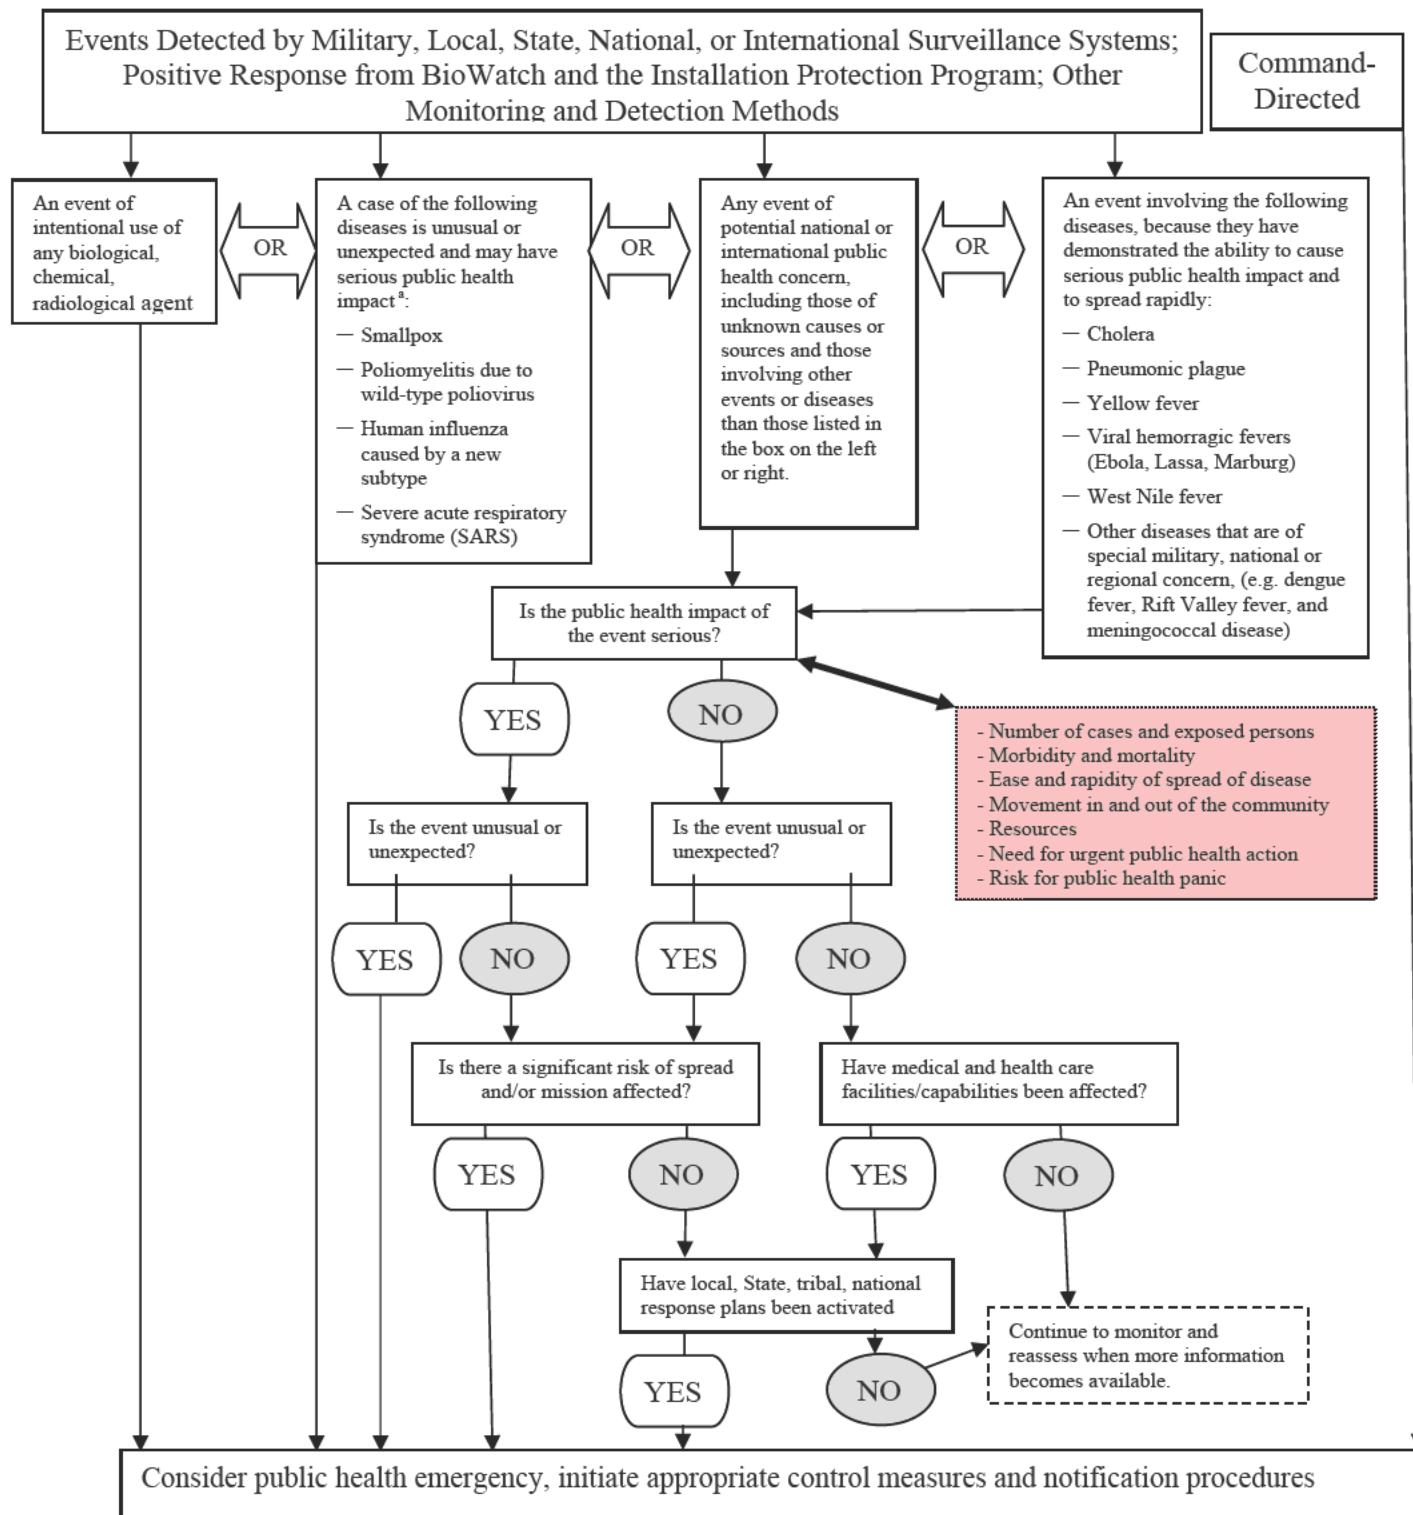 Events Detected by Military, Local, State, National, or International Surveillance Systems;
Positive Response from BioWatch and the Installation Protection Program; Other
Monitoring and Detection Methods
Command-
Directed
An event of
intentional use of
any biological,
chemical,
radiological agent
OR
A case of the following
diseases is unusual or
unexpected and may have
serious public health
impact a:
— Smallpox
— Poliomyelitis due to
wild-type poliovirus
— Human influenza
caused by a new
subtype
— Severe acute respiratory
syndrome (SARS)
OR
Any event of
potential national or
international public
health concern,
including those of
unknown causes or
sources and those
involving other
events or diseases
than those listed in
the box on the left
or right.
OR
An event involving the following
diseases, because they have
demonstrated the ability to cause
serious public health impact and
to spread rapidly:
— Cholera
— Pneumonic plague
— Yellow fever
— Viral hemorragic fevers
(Ebola, Lassa, Marburg)
— West Nile fever
— Other diseases that are of
special military, national or
regional concern, (e.g. dengue
fever, Rift Valley fever, and
meningococcal disease)
Is the public health impact of
the event serious?
YES
NO
- Number of cases and exposed persons
- Morbidity and mortality
- Ease and rapidity of spread of disease
- Movement in and out of the community
- Resources
- Need for urgent public health action
- Risk for public health panic
Is the event unusual or
unexpected?
Is the event unusual or
unexpected?
YES
NO
YES
NO
Is there a significant risk of spread
and/or mission affected?
Have medical and health care
facilities/capabilities been affected?
YES
NO
YES
NO
Have local, State, tribal, national
response plans been activated
Continue to monitor and
reassess when more information
becomes available.
YES
NO
Consider public health emergency, initiate appropriate control measures and notification procedures